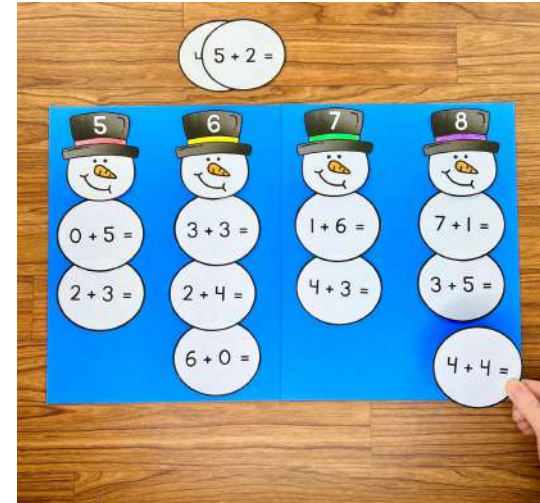 4 5 + 2 =
5 6 7 8
0 + 5 = 3 + 3 = 1 + 6 = 7 + 1 =
2 + 3 = 2 + 4 = 4 + 3 = 3 + 5 =
6 + 0 = 4 + 4 =